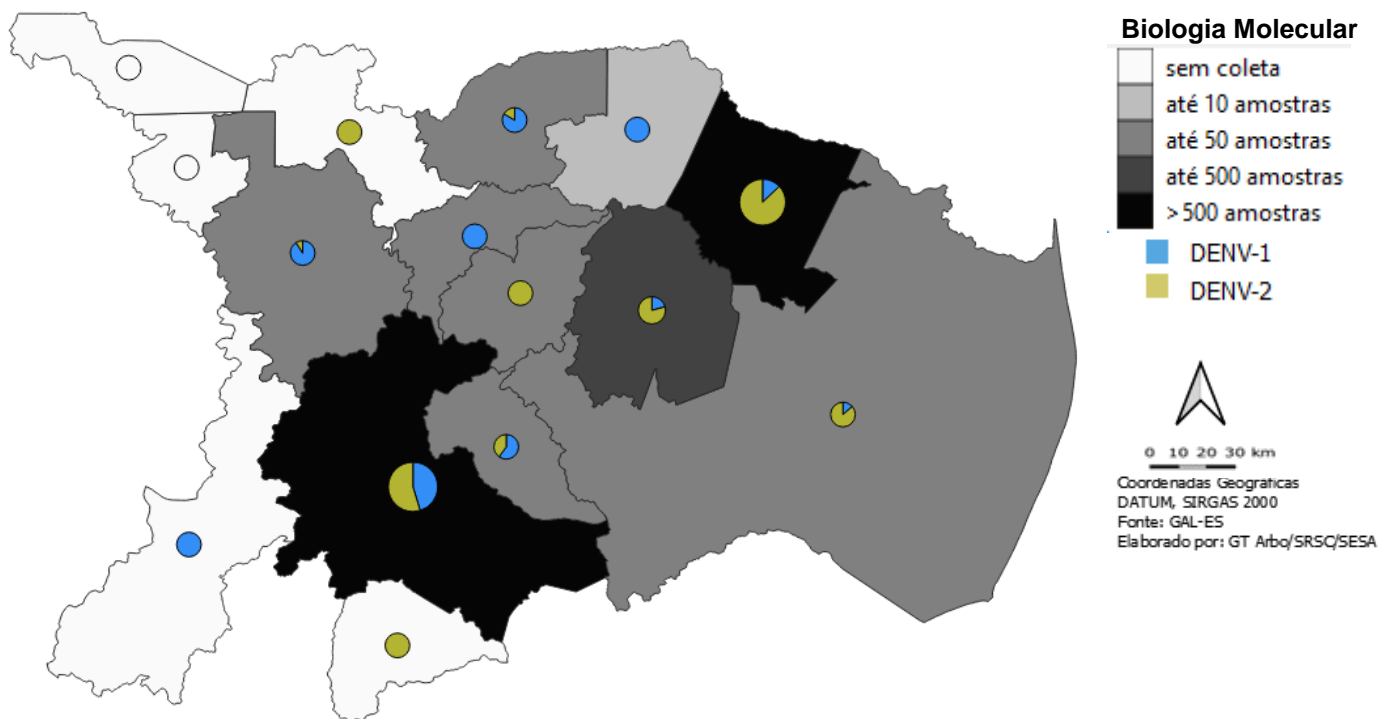 Biologia Molecular
sem coleta
até 10 amostras
até 50 amostras
até 500 amostras
>500 amostras
DENV-1
DENV-2
0 10 20 30 km
Coordenadas Geográficas
DATUM, SIRGAS 2000
Fonte: GAL-ES
Elaborado por: GT Arbo/SRSC/SESA